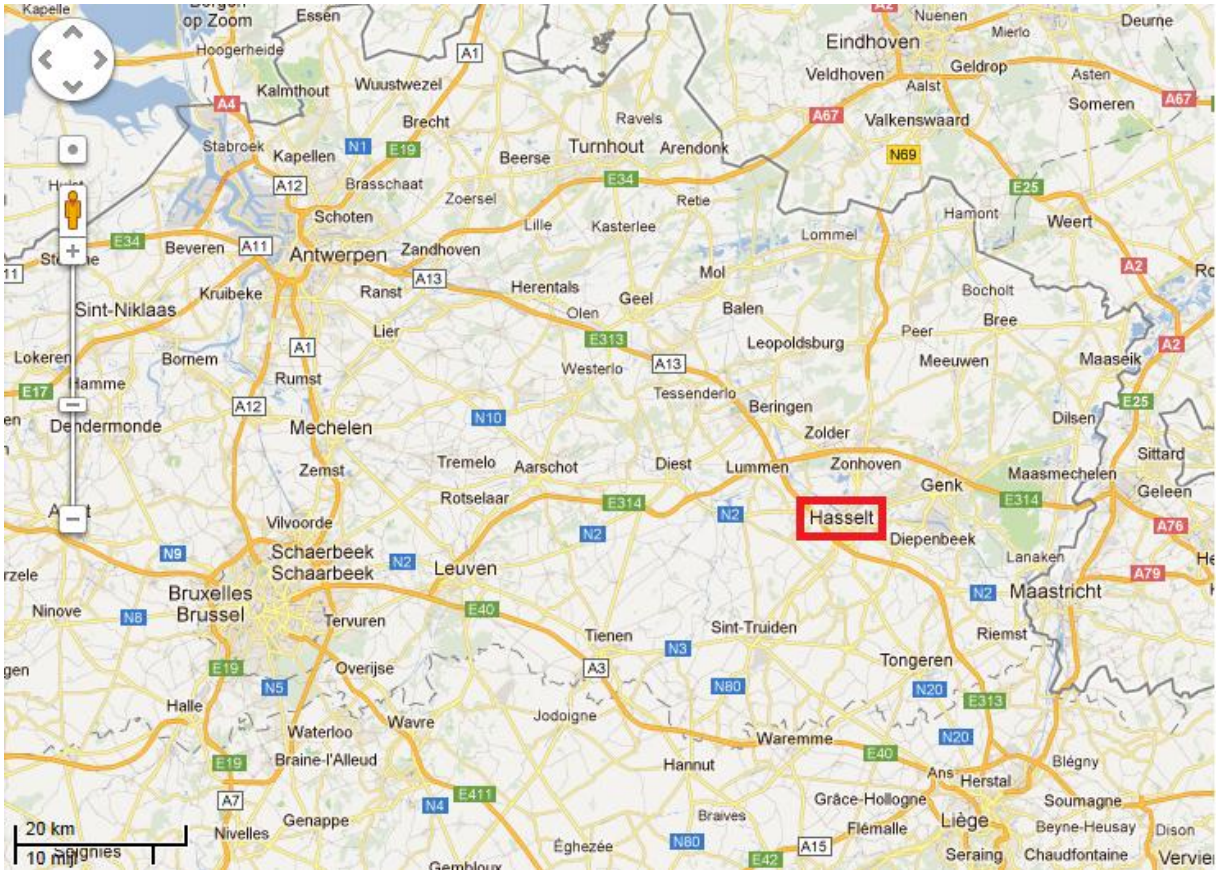 Kapelle
Bergen
op Zoom
Essen
A1
A2
Nuenen
Mierlo
Deurne
Hoogerheide
Eindhoven
Veldhoven
Geldrop
Aalst
Asten
Kalmthout
Wuustwezel
A4
Someren
A67
Brecht
Ravels
A67
Valkenswaard
Stabroek
Kapellen
N1
E19
Beerse
Turnhout
Arendonk
N69
A12
Brasschaat
E34
E25
Hulst
Zoersel
Retie
Schoten
Lille
Kasterlee
Hamont
Weert
E34
Beveren
A11
Antwerpen
Zandhoven
Lommel
11
A13
Mol
A2
Kruibeke
Ranst
Herentals
Geel
Bocholt
Sint-Niklaas
Olen
Balen
Bree
Lier
E313
Leopoldsburg
Peer
A2
Lokeren
Bornem
A1
Westerlo
A13
Meeuwen
Maaseik
E17
Hamme
Rumst
Tessenderlo
E25
A12
N10
Beringen
Dendermonde
Mechelen
Zolder
Dilsen
Zemst
Tremelo
Aarschot
Diest
Lummen
Zonhoven
Maasmechelen
Sittard
Rotselaar
E314
Genk
E314
Geleen
Vilvoorde
N2
N2
Hasselt
A76
N9
Schaerbeek
Schaarbeek
N2
Leuven
Diepenbeek
Lanaken
rzele
Bruxelles
Brussel
A79
N2
Maastricht
Ninove
N8
E40
Tervuren
Tienen
Sint-Truiden
Riemst
N3
gen
E19
Overijse
A3
Tongeren
N5
N80
N20
E313
Halle
Wavre
Jodoigne
Waterloo
Waremme
N20
E19
Braine-l'Alleud
Hannut
E40
Blégny
Ans
Herstal
A7
N4
E411
Grâce-Hollogne
Soumagne
20 km
Genappe
Braives
Flémalle
Liège
Beyne-Heusay
Dison
Nivelles
N80
A15
10 mijl
Éghezée
E42
Seraing
Chaudfontaine
Gembloux